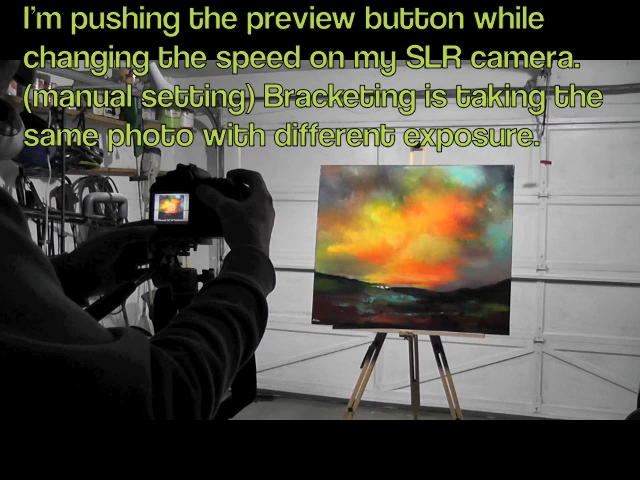 I'm pushing the preview button while
changing the speed on my SLR camera.
(manual setting) Bracketing is taking the
same photo with different exposure.